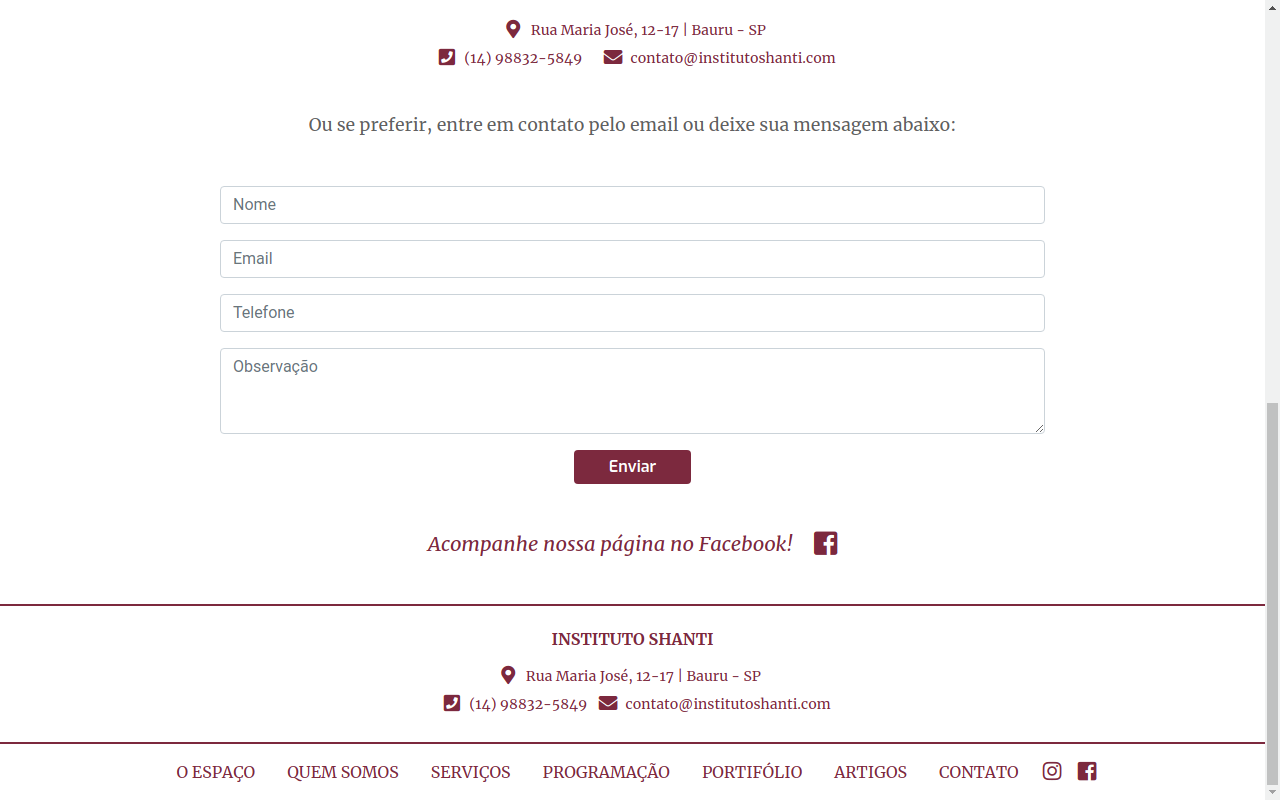 Rua Maria José, 12-17 | Bauru - SP
(14) 98832-5849 contato@institutoshanti.com
Ou se preferir, entre em contato pelo email ou deixe sua mensagem abaixo:
Nome
Email
Telefone
Observação
Enviar
Acompanhe nossa página no Facebook!
INSTITUTO SHANTI
Rua Maria José, 12-17 | Bauru - SP
(14) 98832-5849 contato@institutoshanti.com
O ESPAÇO QUEM SOMOS SERVIÇOS PROGRAMAÇÃO PORTIFÓLIO ARTIGOS CONTATO